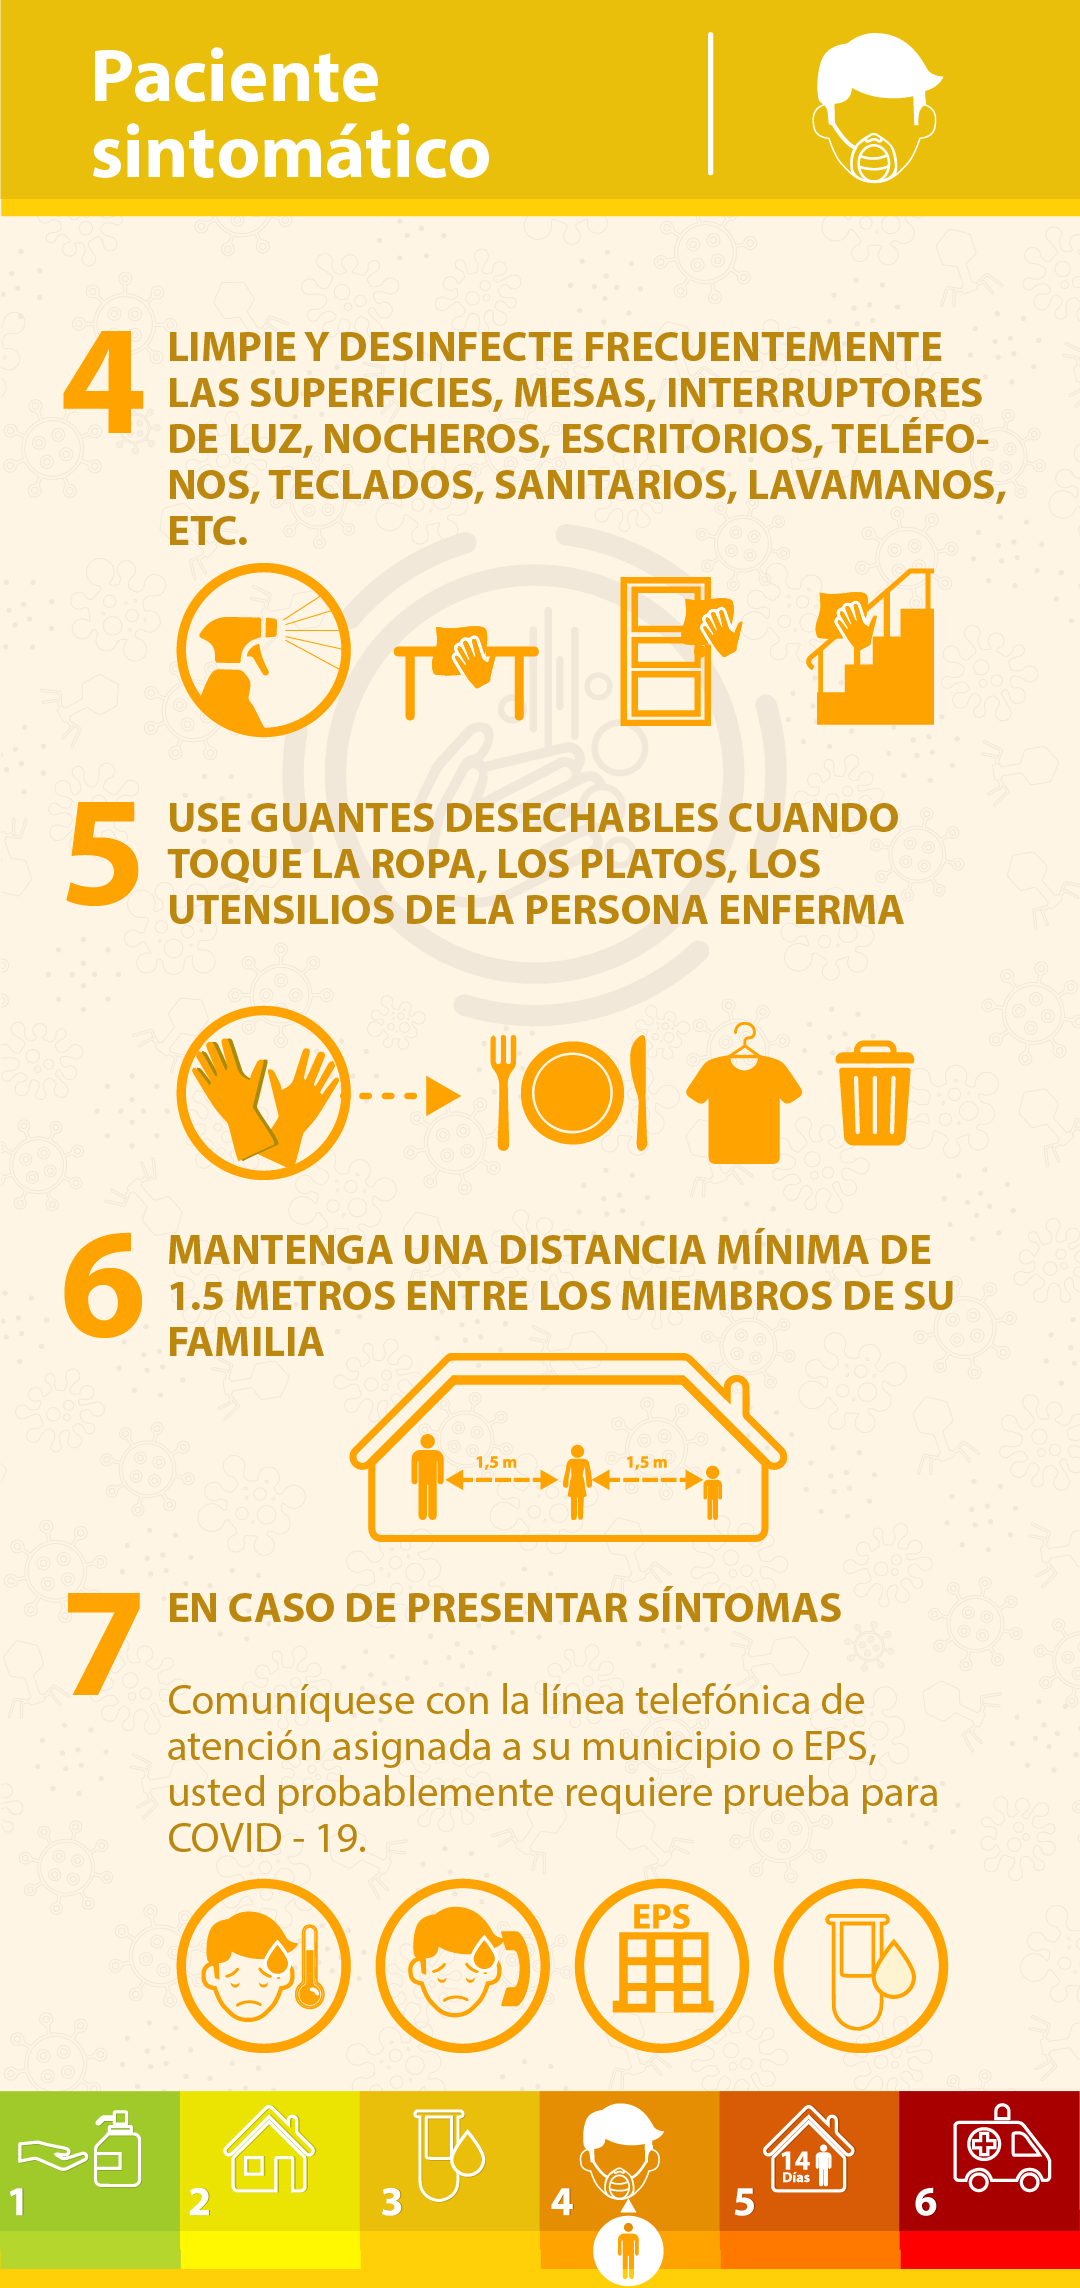 Paciente
sintomático
4
LIMPIE Y DESINFECTE FRECUENTEMENTE
LAS SUPERFICIES, MESAS, INTERRUPTORES
DE LUZ, NOCHEROS, ESCRITORIOS, TELÉFO-
NOS, TECLADOS, SANITARIOS, LAVAMANOS,
ETC.
5
USE GUANTES DESECHABLES CUANDO
TOQUE LA ROPA, LOS PLATOS, LOS
UTENSILIOS DE LA PERSONA ENFERMA
6
MANTENGA UNA DISTANCIA MÍNIMA DE
1.5 METROS ENTRE LOS MIEMBROS DE SU
FAMILIA
1,5 m 1,5 m
7
EN CASO DE PRESENTAR SÍNTOMAS
Comuníquese con la línea telefónica de
atención asignada a su municipio o EPS,
usted probablemente requiere prueba para
COVID - 19.
EPS
14
Días
1 2 3 4 5 6